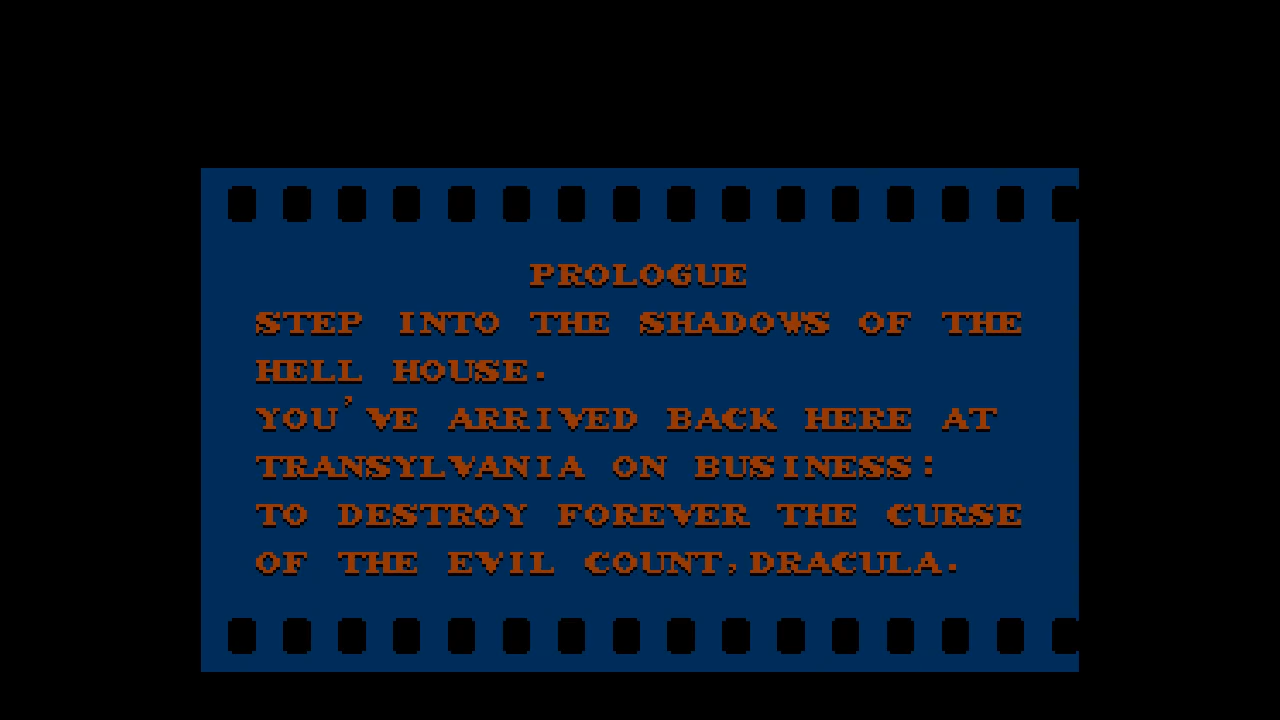 PROLOGUE
STEP INTO THE SHADOWS OF THE
HELL HOUSE.
YOU'VE ARRIVED BACK HERE AT
TRANSYLVANIA ON BUSINESS:
TO DESTROY FOREVER THE CURSE
OF THE EVIL COUNT,DRACULA.